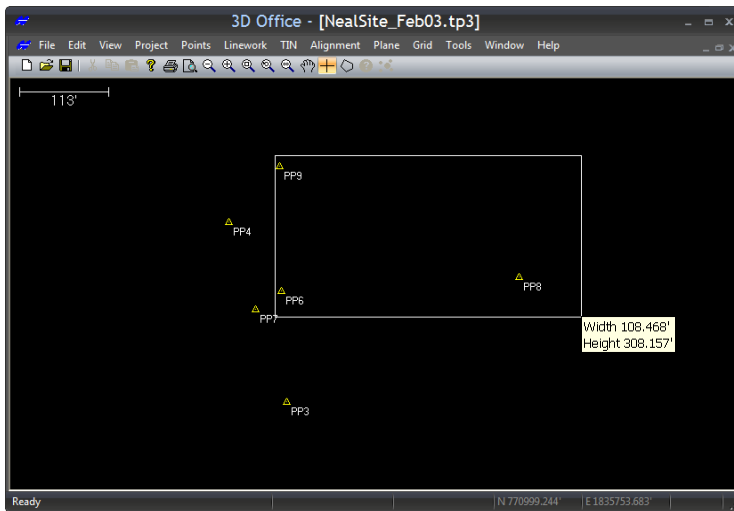 3D Office - [NealSite_Feb03.tp3]
File Edit View Project Points Linework TIN Alignment Plane Grid Tools Window Help
113'
PP9
PP4
PP8
PP6
PP7
Width 108.468'
Height 308.157'
PP3
Ready N 770999.244' E 1835753.683'